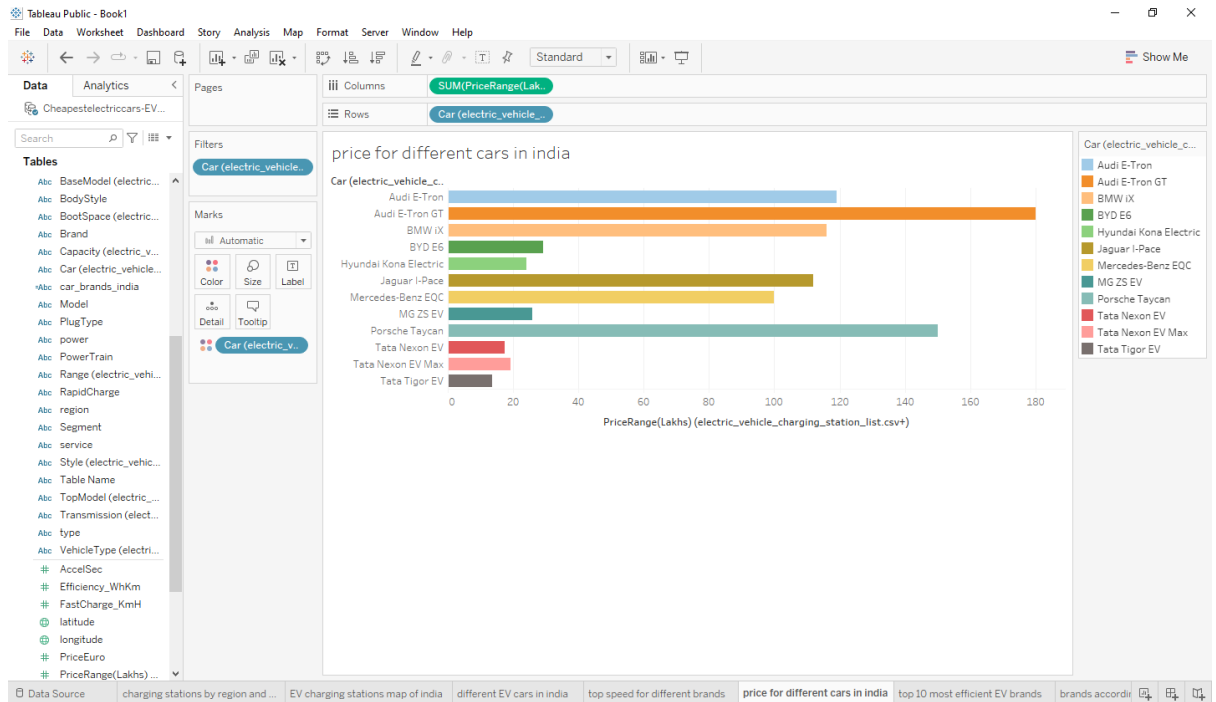 Tableau Public - Book1
File Data Worksheet Dashboard Story Analysis Map Format Server Window Help
Standard
Show Me
Data Analytics
Cheapestelectriccars-EV...
Search
Tables
Abc BaseModel (electric...
Abc BodyStyle
Abc BootSpace (electric...
Abc Brand
Abc Capacity (electric_v...
Abc Car (electric_vehicle...
Abc car_brands_india
Abc Model
Abc PlugType
Abc power
Abc PowerTrain
Abc Range (electric_vehi...
Abc RapidCharge
Abc region
Abc Segment
Abc service
Abc Style (electric_vehic...
Abc Table Name
Abc TopModel (electric_...
Abc Transmission (elect...
Abc type
Abc VehicleType (electri...
# AccelSec
# Efficiency_WhKm
# FastCharge_KmH
latitude
longitude
# PriceEuro
# PriceRange(Lakhs) ...
Pages
Filters
Car (electric_vehicle..
Marks
Automatic
Color Size Label
Detail Tooltip
Car (electric_v..
Columns SUM(PriceRange(Lak..
Rows Car (electric_vehicle_..
price for different cars in india
Car (electric_vehicle_c..
Audi E-Tron
Audi E-Tron GT
BMW iX
BYD E6
Hyundai Kona Electric
Jaguar I-Pace
Mercedes-Benz EQC
MG ZS EV
Porsche Taycan
Tata Nexon EV
Tata Nexon EV Max
Tata Tigor EV
0 20 40 60 80 100 120 140 160 180
PriceRange(Lakhs) (electric_vehicle_charging_station_list.csv+)
Car (electric_vehicle_c...
Audi E-Tron
Audi E-Tron GT
BMW iX
BYD E6
Hyundai Kona Electric
Jaguar I-Pace
Mercedes-Benz EQC
MG ZS EV
Porsche Taycan
Tata Nexon EV
Tata Nexon EV Max
Tata Tigor EV
Data Source charging stations by region and ... EV charging stations map of india different EV cars in india top speed for different brands price for different cars in india top 10 most efficient EV brands brands accordi